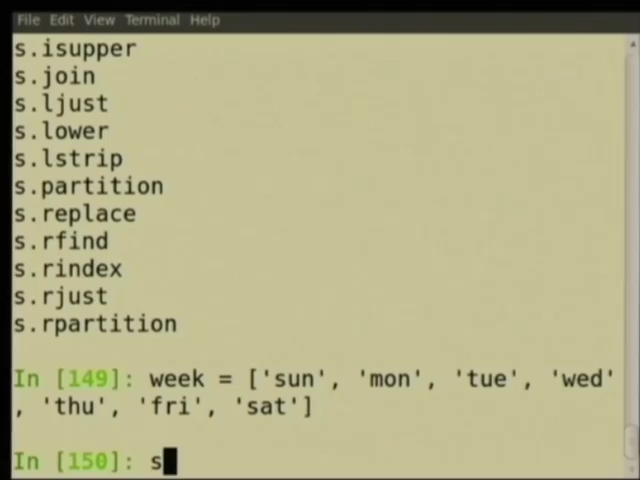 File Edit View Terminal Help
s.isupper
s.join
s.ljust
s.lower
s.lstrip
s.partition
s.replace
s.rfind
s.rindex
s.rjust
s.rpartition
In [149]: week = ['sun', 'mon', 'tue', 'wed'
, 'thu', 'fri', 'sat']
In [150]: s